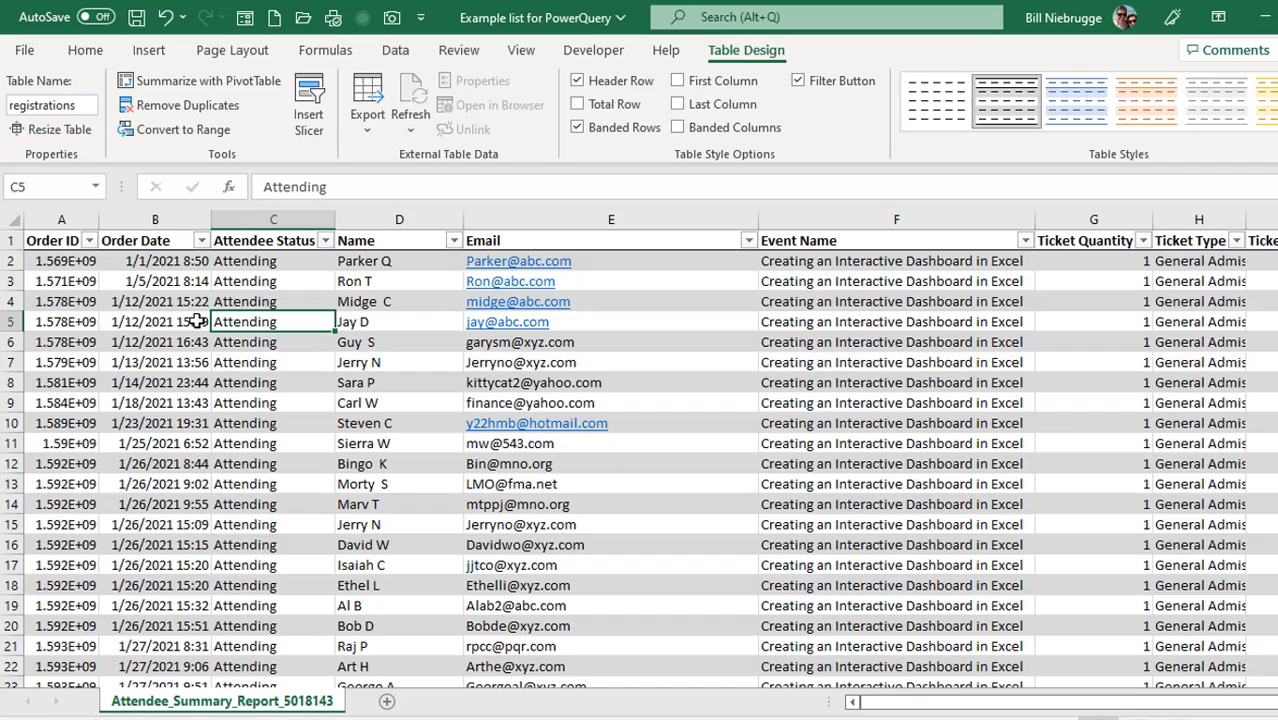 AutoSave Off Example list for PowerQuery Search (Alt+Q) Bill Niebrugge
File Home Insert Page Layout Formulas Data Review View Developer Help Table Design Comments
Table Name: Summarize with PivotTable Properties Header Row First Column Filter Button
registrations Remove Duplicates Insert Slicer Export Refresh Open in Browser Total Row Last Column
Resize Table Convert to Range Unlink Banded Rows Banded Columns
Properties Tools External Table Data Table Style Options Table Styles
C5 fx Attending
A B C D E F G H
1 Order ID Order Date Attendee Status Name Email Event Name Ticket Quantity Ticket Type
2 1.569E+09 1/1/2021 8:50 Attending Parker Q Parker@abc.com Creating an Interactive Dashboard in Excel 1 General Admis
3 1.571E+09 1/5/2021 8:14 Attending Ron T Ron@abc.com Creating an Interactive Dashboard in Excel 1 General Admis
4 1.578E+09 1/12/2021 15:22 Attending Midge C midge@abc.com Creating an Interactive Dashboard in Excel 1 General Admis
5 1.578E+09 1/12/2021 Attending Jay D jay@abc.com Creating an Interactive Dashboard in Excel 1 General Admis
6 1.578E+09 1/12/2021 16:43 Attending Guy S garysm@xyz.com Creating an Interactive Dashboard in Excel 1 General Admis
7 1.579E+09 1/13/2021 13:56 Attending Jerry N Jerryno@xyz.com Creating an Interactive Dashboard in Excel 1 General Admis
8 1.581E+09 1/14/2021 23:44 Attending Sara P kittycat2@yahoo.com Creating an Interactive Dashboard in Excel 1 General Admis
9 1.584E+09 1/18/2021 13:43 Attending Carl W finance@yahoo.com Creating an Interactive Dashboard in Excel 1 General Admis
10 1.589E+09 1/23/2021 19:31 Attending Steven C y22hmb@hotmail.com Creating an Interactive Dashboard in Excel 1 General Admis
11 1.59E+09 1/25/2021 6:52 Attending Sierra W mw@543.com Creating an Interactive Dashboard in Excel 1 General Admis
12 1.592E+09 1/26/2021 8:44 Attending Bingo K Bin@mno.org Creating an Interactive Dashboard in Excel 1 General Admis
13 1.592E+09 1/26/2021 9:02 Attending Morty S LMO@fma.net Creating an Interactive Dashboard in Excel 1 General Admis
14 1.592E+09 1/26/2021 9:55 Attending Marv T mtppj@mno.org Creating an Interactive Dashboard in Excel 1 General Admis
15 1.592E+09 1/26/2021 15:09 Attending Jerry N Jerryno@xyz.com Creating an Interactive Dashboard in Excel 1 General Admis
16 1.592E+09 1/26/2021 15:15 Attending David W Davidwo@xyz.com Creating an Interactive Dashboard in Excel 1 General Admis
17 1.592E+09 1/26/2021 15:20 Attending Isaiah C jjtco@xyz.com Creating an Interactive Dashboard in Excel 1 General Admis
18 1.592E+09 1/26/2021 15:20 Attending Ethel L Ethelli@xyz.com Creating an Interactive Dashboard in Excel 1 General Admis
19 1.592E+09 1/26/2021 15:32 Attending Al B Alab2@abc.com Creating an Interactive Dashboard in Excel 1 General Admis
20 1.592E+09 1/26/2021 15:51 Attending Bob D Bobde@xyz.com Creating an Interactive Dashboard in Excel 1 General Admis
21 1.593E+09 1/27/2021 8:31 Attending Raj P rpcc@pqr.com Creating an Interactive Dashboard in Excel 1 General Admis
22 1.593E+09 1/27/2021 9:06 Attending Art H Arthe@xyz.com Creating an Interactive Dashboard in Excel 1 General Admis
Attendee_Summary_Report_5018143